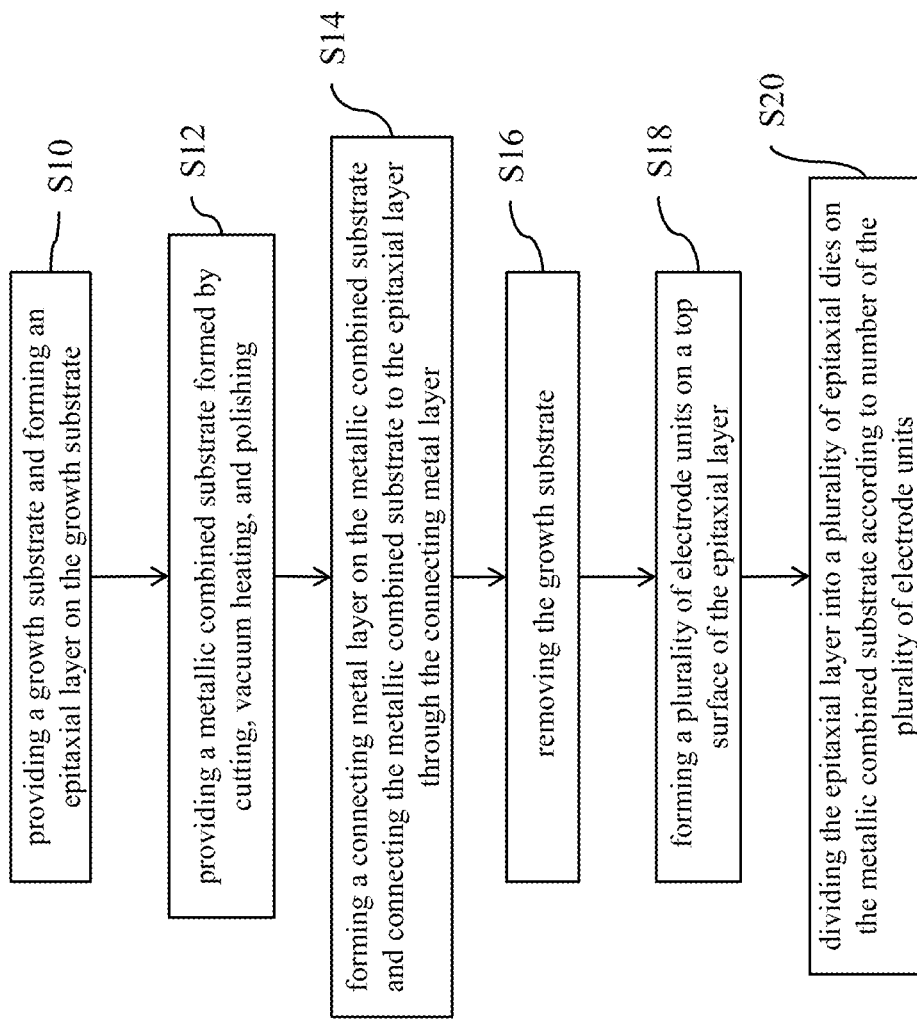 providing a growth substrate and forming an
epitaxial layer on the growth substrate
S10
providing a metallic combined substrate formed by
cutting, vacuum heating, and polishing
S12
forming a connecting metal layer on the metallic combined substrate
and connecting the metallic combined substrate to the epitaxial layer
through the connecting metal layer
S14
removing the growth substrate
S16
forming a plurality of electrode units on a top
surface of the epitaxial layer
S18
dividing the epitaxial layer into a plurality of epitaxial dies on
the metallic combined substrate according to number of the
plurality of electrode units
S20